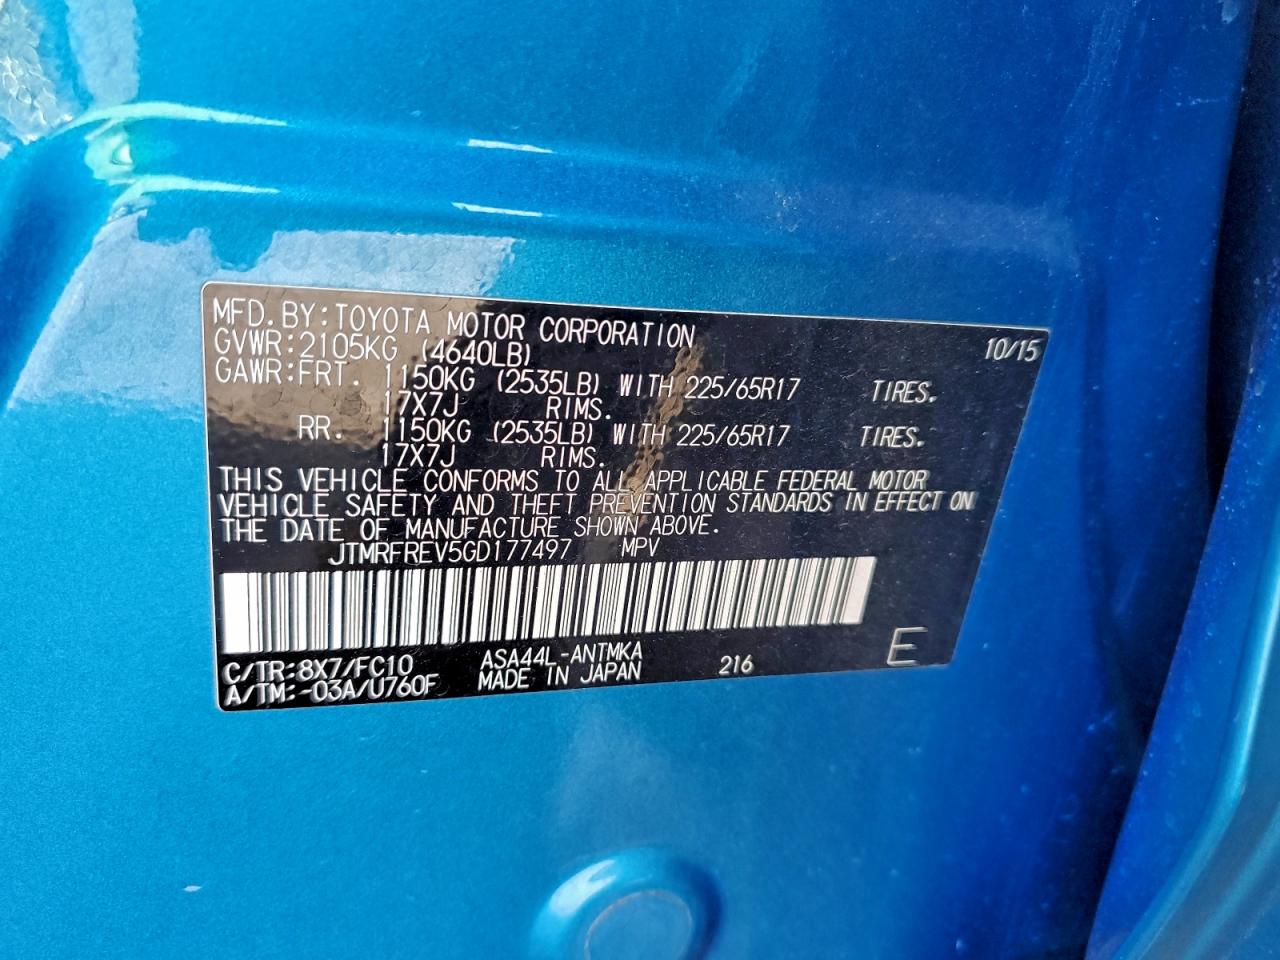 MFD. BY: TOYOTA MOTOR CORPORATION 10/15
GVWR: 2105KG (4640LB)
GAWR: FRT. 1150KG (2535LB) WITH 225/65R17 TIRES.
17X7J RIMS.
RR. 1150KG (2535LB) WITH 225/65R17 TIRES.
17X7J RIMS.
THIS VEHICLE CONFORMS TO ALL APPLICABLE FEDERAL MOTOR
VEHICLE SAFETY AND THEFT PREVENTION STANDARDS IN EFFECT ON
THE DATE OF MANUFACTURE SHOWN ABOVE.
JTMRFREV5GD177497 MPV
C/TR: 8X7/FC10 ASA44L-ANTMKA 216 E
A/TM: -03A/U760F MADE IN JAPAN